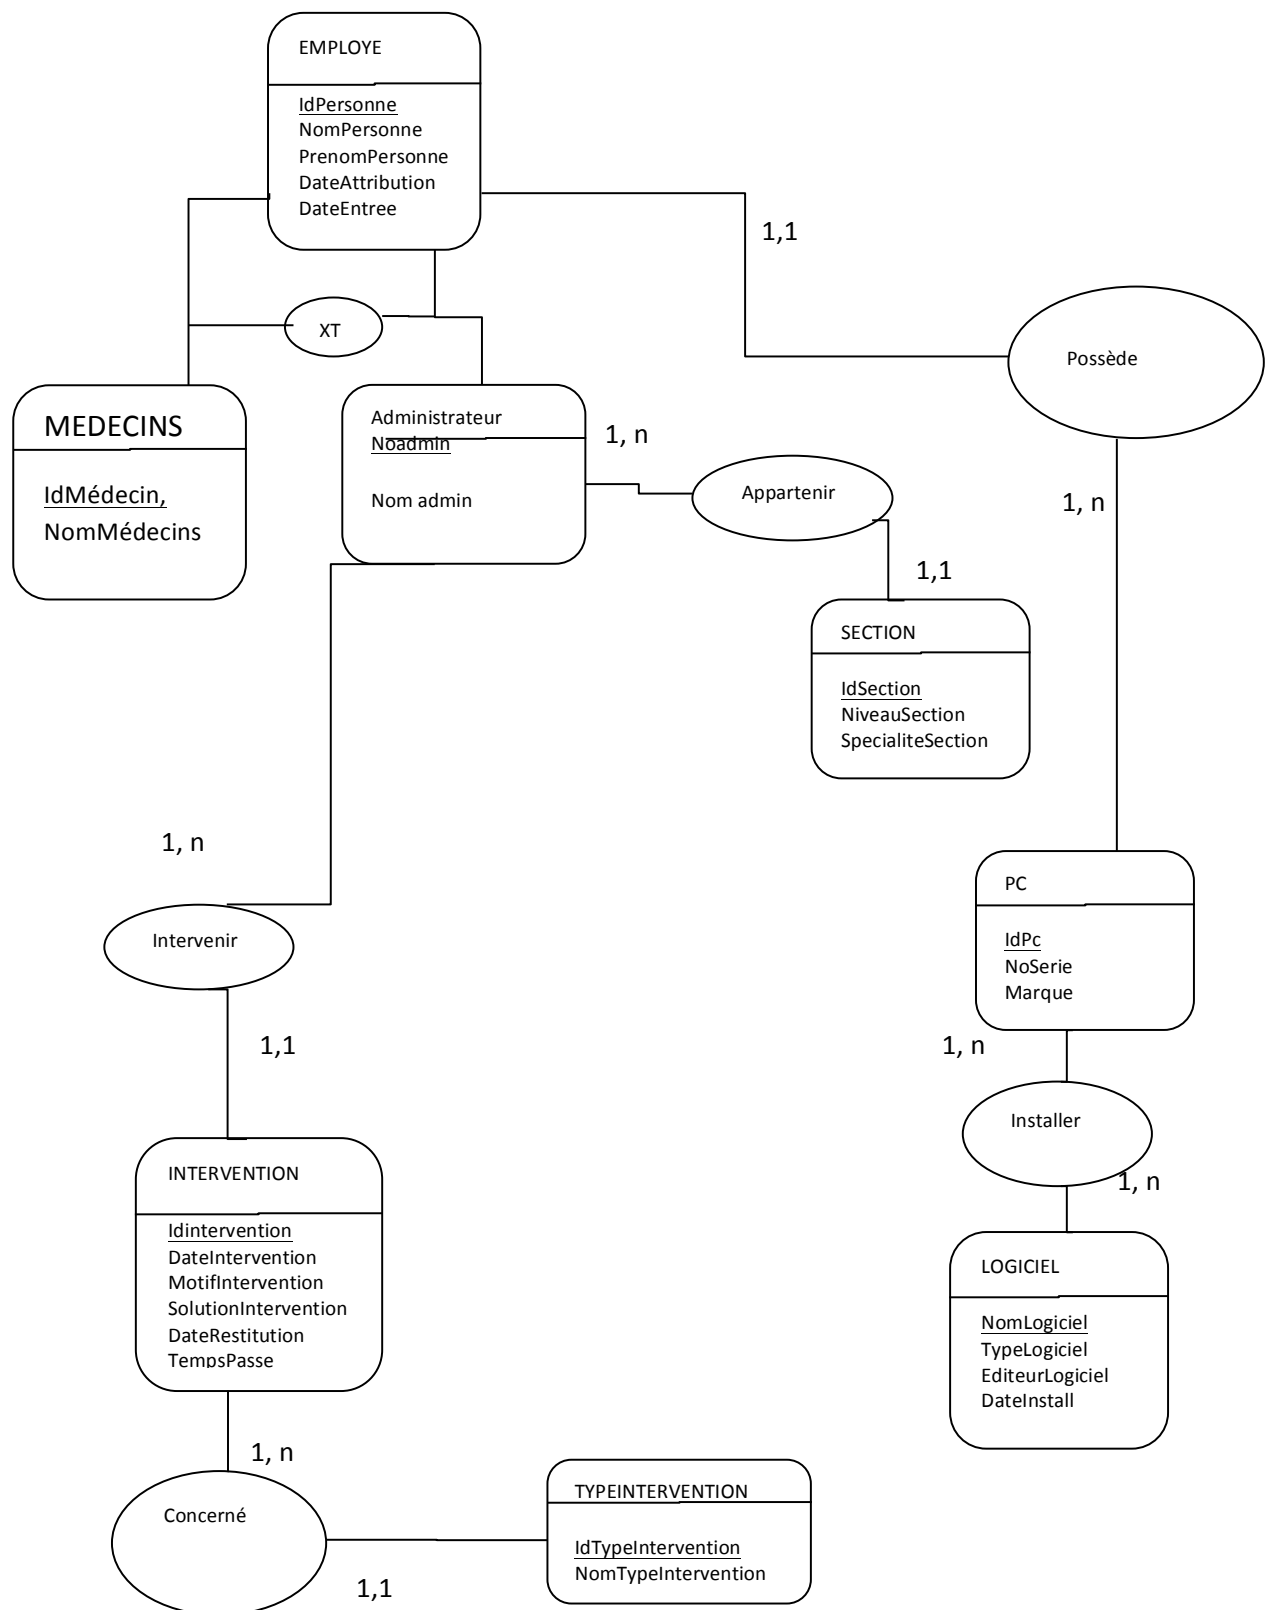 EMPLOYE
IdPersonne
NomPersonne
PrenomPersonne
DateAttribution
DateEntree
1,1
XT
Possède
MEDECINS
IdMédecin,
NomMédecins
Administrateur
Noadmin
Nom admin
1, n
Appartenir
1, n
1,1
SECTION
IdSection
NiveauSection
SpecialiteSection
1, n
Intervenir
PC
IdPc
NoSerie
Marque
1,1
1, n
Installer
1, n
INTERVENTION
Idintervention
DateIntervention
MotifIntervention
SolutionIntervention
DateRestitution
TempsPasse
LOGICIEL
NomLogiciel
TypeLogiciel
EditeurLogiciel
DateInstall
1, n
Concerné
TYPEINTERVENTION
IdTypeIntervention
NomTypeIntervention
1,1